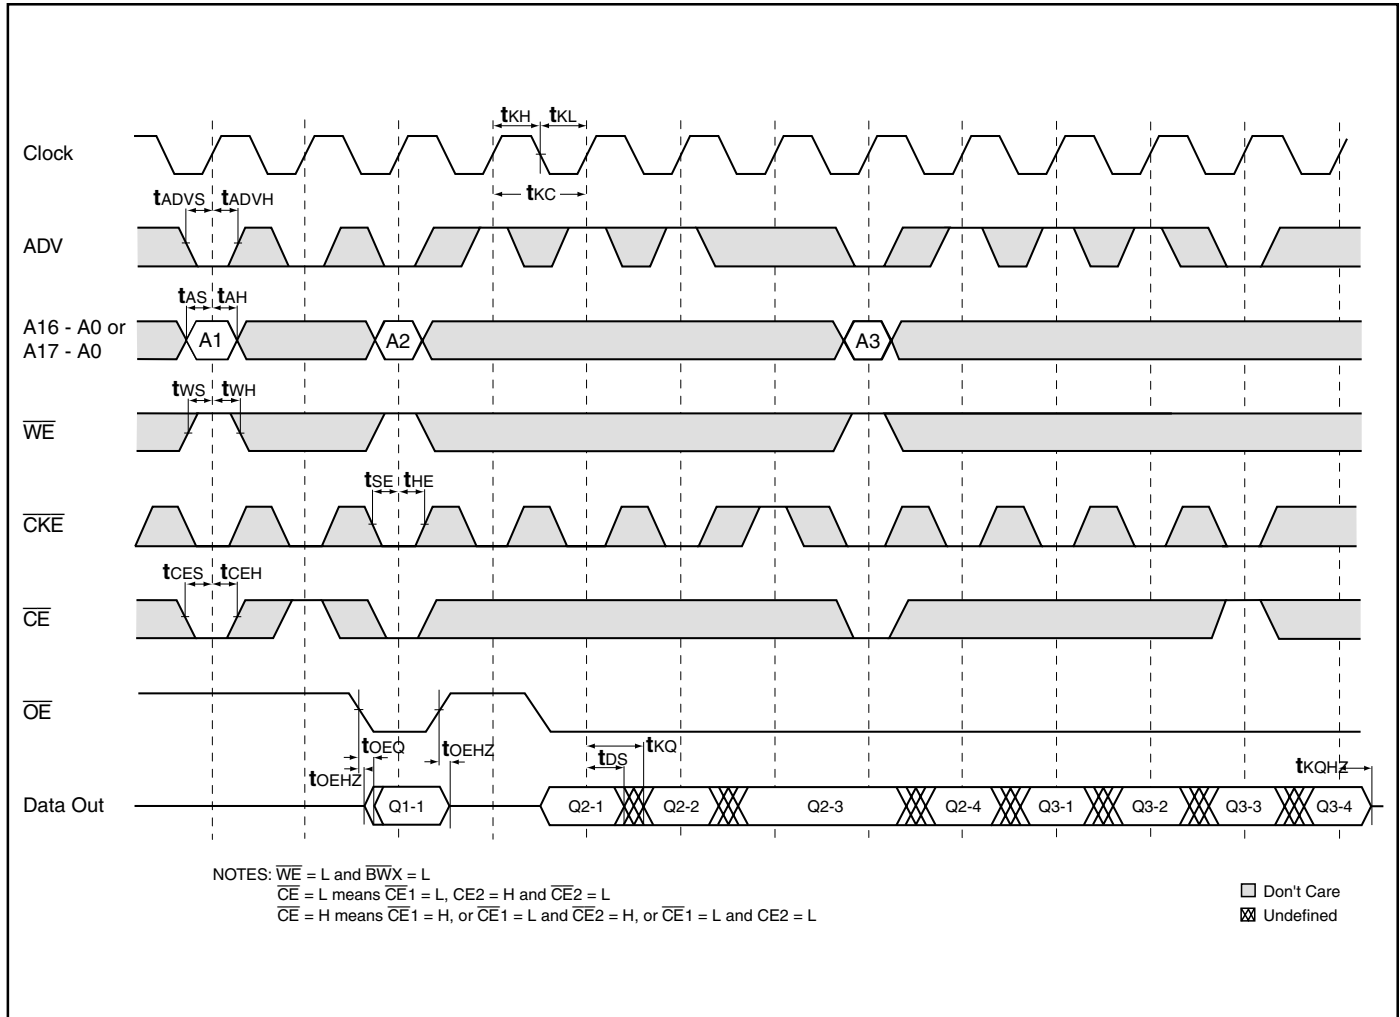 Clock
tKH tKL
tKC
tADVS tADVH
ADV
tAS tAH
A16 - A0 or
A17 - A0
A1 A2 A3
tWS tWH
WE
tSE tHE
CKE
tCES tCEH
CE
OE
tOEQ tOEHZ tKQ
tOEHZ tDS tKQHZ
Data Out Q1-1 Q2-1 Q2-2 Q2-3 Q2-4 Q3-1 Q3-2 Q3-3 Q3-4
NOTES: WE = L and BWX = L
CE = L means CE1 = L, CE2 = H and CE2 = L
CE = H means CE1 = H, or CE1 = L and CE2 = H, or CE1 = L and CE2 = L
Don't Care
Undefined